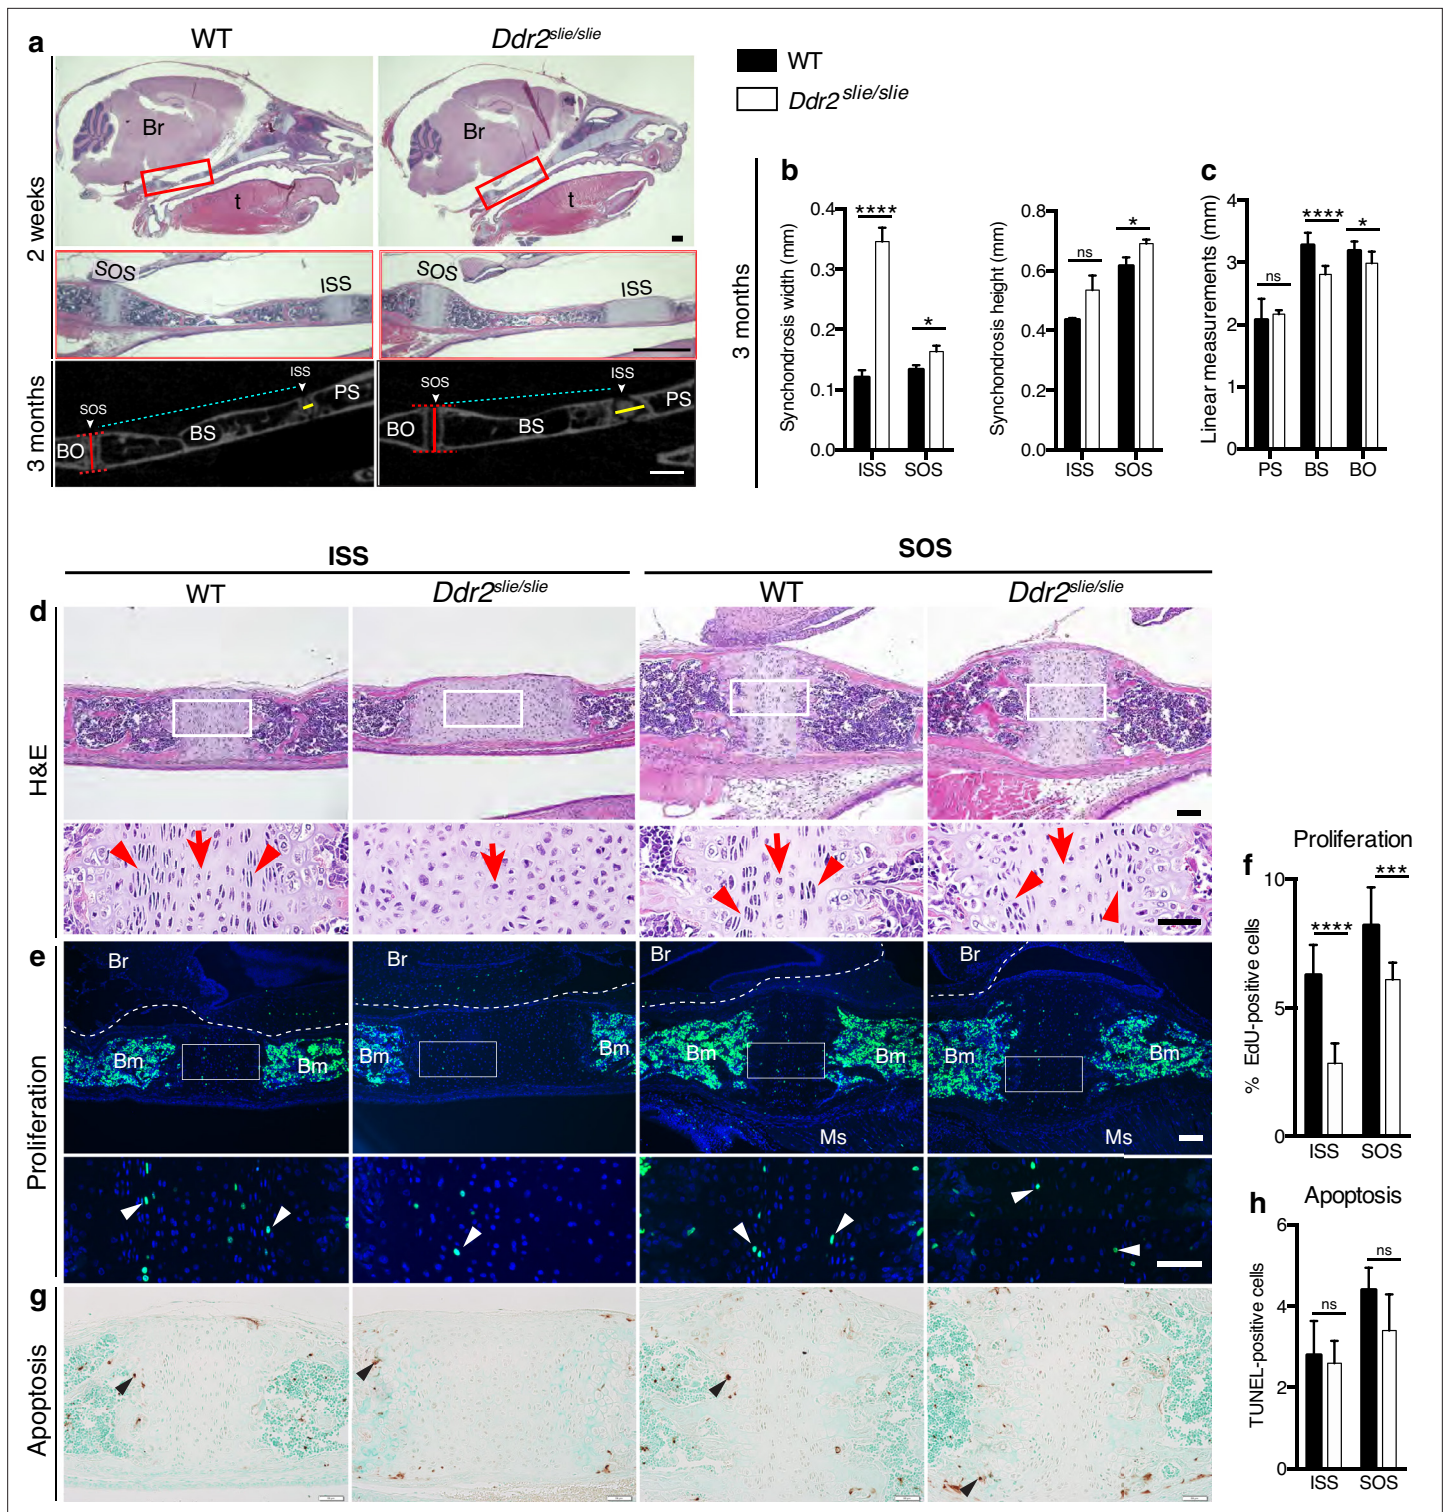 a
WT
Ddr2 slie/slie
2 weeks
Br
t
Br
t
SOS
ISS
SOS
ISS
3 months
SOS
ISS
PS
BS
BO
SOS
ISS
PS
BS
BO
WT
Ddr2 slie/slie
3 months
b
Synchondrosis width (mm)
0.4
0.3
0.2
0.1
0.0
****
*
ISS SOS
Synchondrosis height (mm)
0.8
0.6
0.4
0.2
0.0
ns
*
ISS SOS
c
Linear measurements (mm)
4
3
2
1
0
ns
****
*
PS BS BO
ISS
SOS
WT
Ddr2 slie/slie
WT
Ddr2 slie/slie
d
H&E
e
Proliferation
Br
Bm
Bm
Br
Bm
Bm
Br
Bm
Bm
Ms
Br
Bm
Bm
Ms
f
Proliferation
% EdU-positive cells
10
5
0
****
***
ISS SOS
g
Apoptosis
h
Apoptosis
TUNEL-positive cells
6
4
2
0
ns
ns
ISS SOS